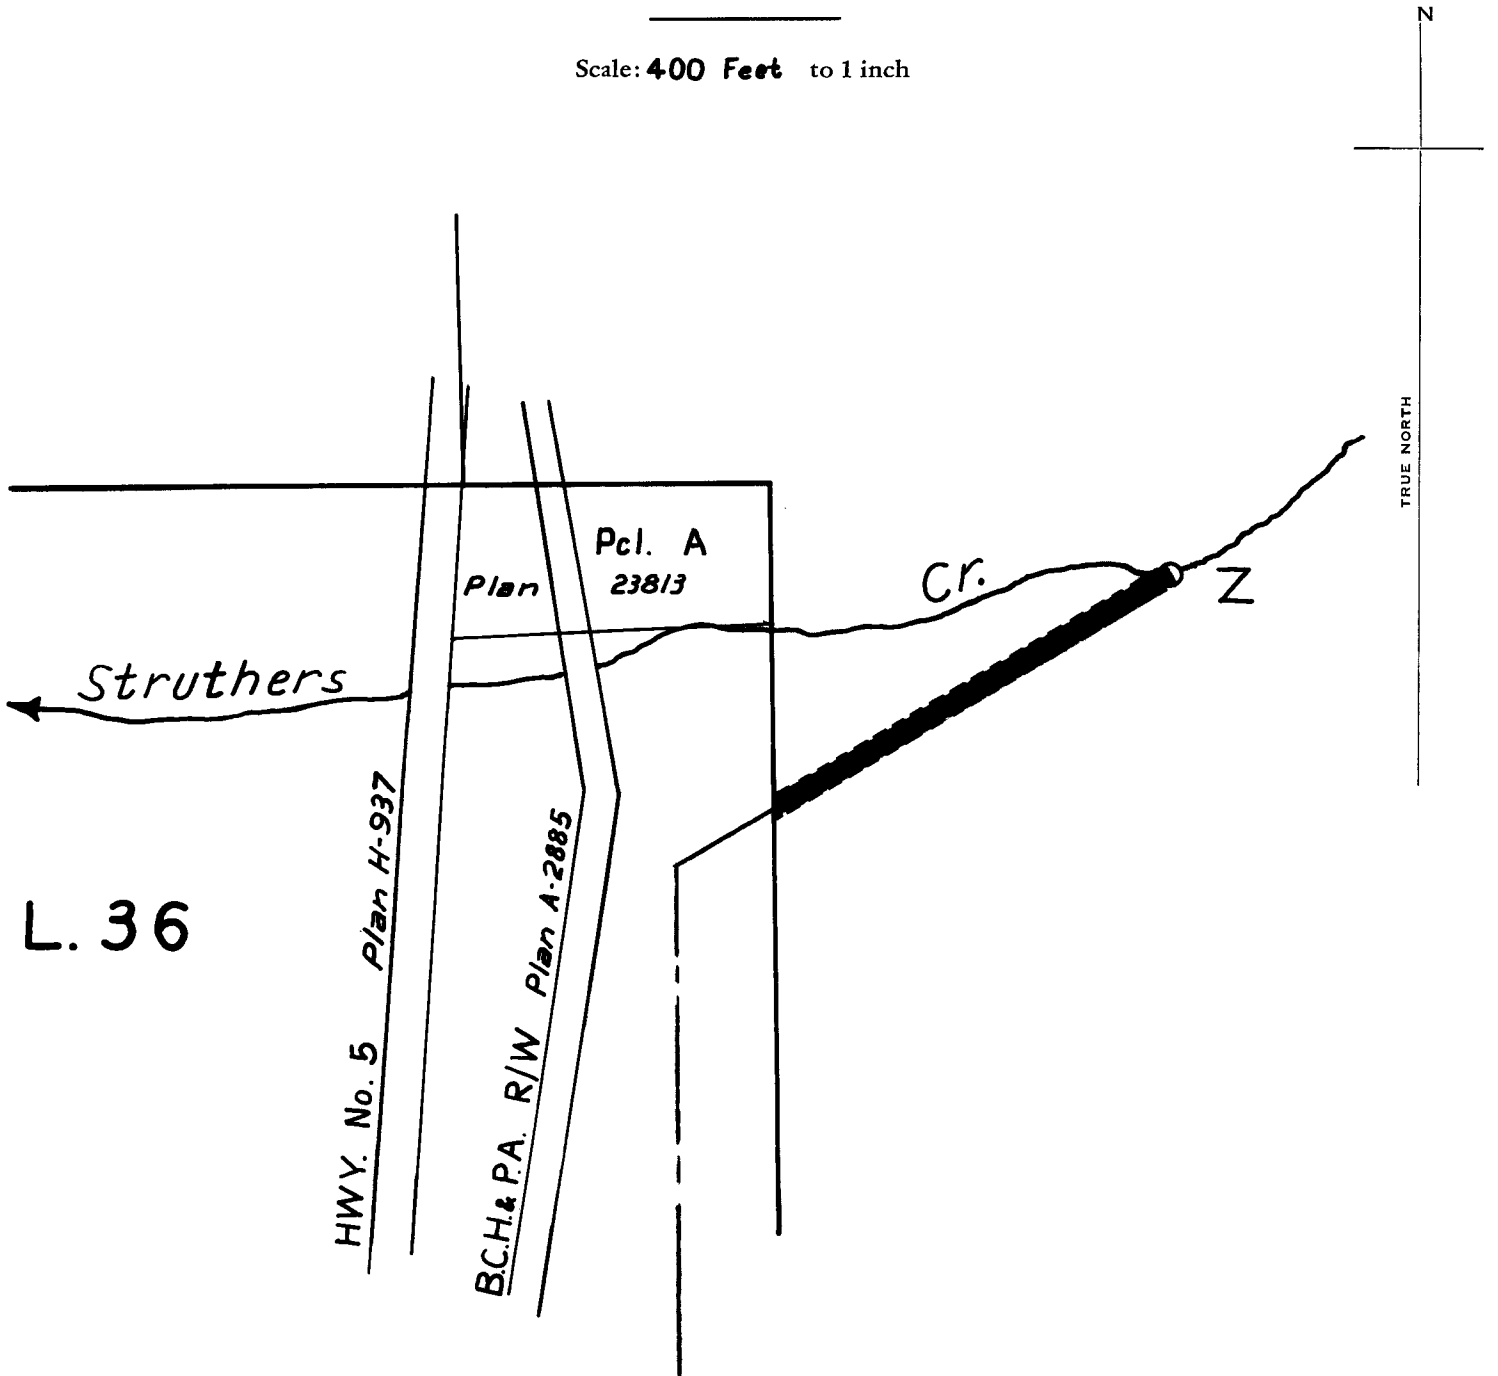 N
Scale: 400 Feet to 1 inch
TRUE NORTH
Pcl. A
Plan 23813
Cr.
Z
Struthers
HWY. No. 5 Plan H-937
B.C.H.& P.A. R/W Plan A-2885
L. 36